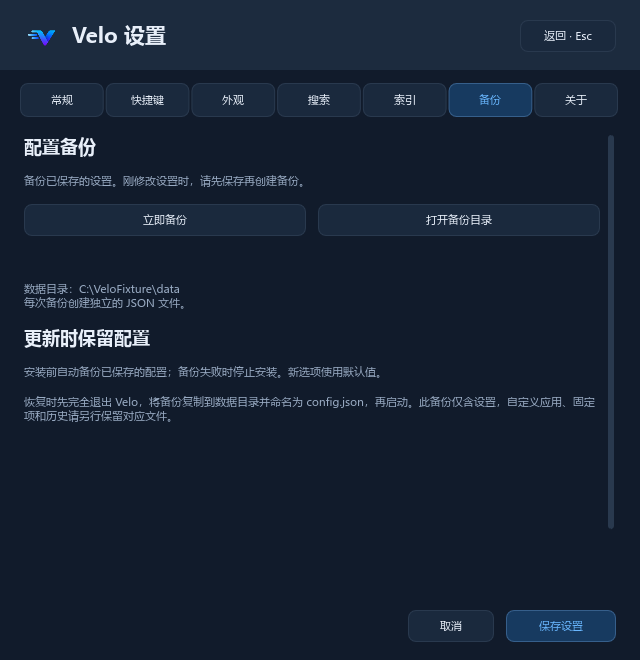 Velo 设置
返回 · Esc
常规
快捷键
外观
搜索
索引
备份
关于
配置备份
备份已保存的设置。刚修改设置时，请先保存再创建备份。
立即备份
打开备份目录
数据目录：C:\VeloFixture\data
每次备份创建独立的 JSON 文件。
更新时保留配置
安装前自动备份已保存的配置；备份失败时停止安装。新选项使用默认值。
恢复时先完全退出 Velo，将备份复制到数据目录并命名为 config.json，再启动。此备份仅含设置，自定义应用、固定
项和历史请另行保留对应文件。
取消
保存设置